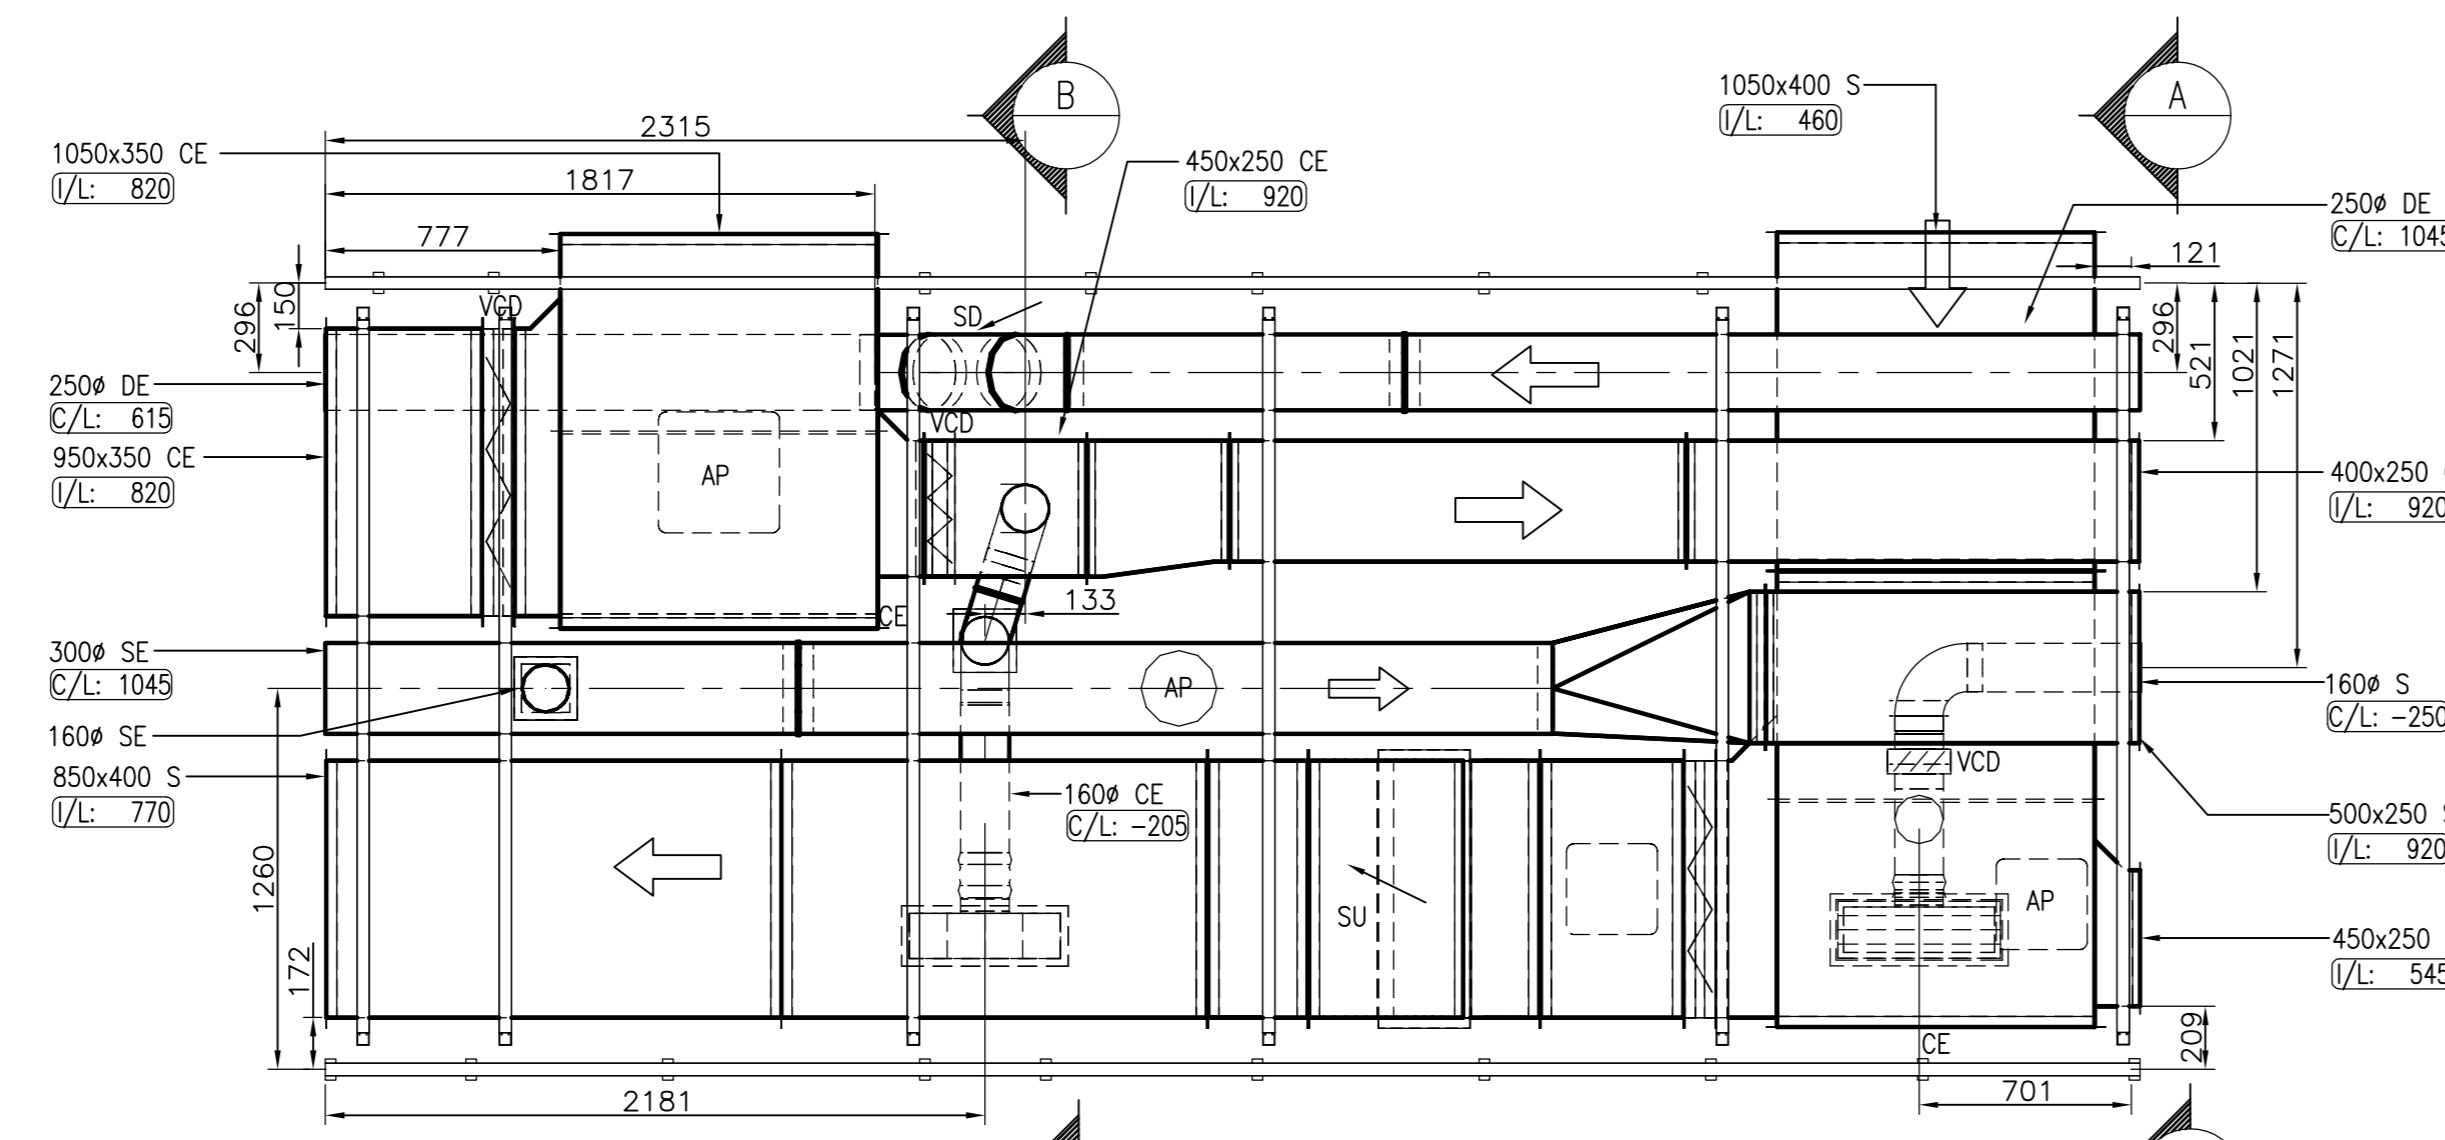 B
A
1050x400 S
I/L: 460
2315
1050x350 CE
I/L: 820
450x250 CE
I/L: 920
1817
250ø DE
C/L: 1045
777
121
296
150
VCD
SD
296
521
1021
1271
250ø DE
C/L: 615
VCD
950x350 CE
I/L: 820
AP
400x250
I/L: 920
133
CE
300ø SE
C/L: 1045
AP
160ø S
C/L: -250
160ø SE
VCD
850x400 S
I/L: 770
160ø CE
C/L: -205
500x250
I/L: 920
1260
SU
AP
450x250
I/L: 545
172
CE
209
2181
701